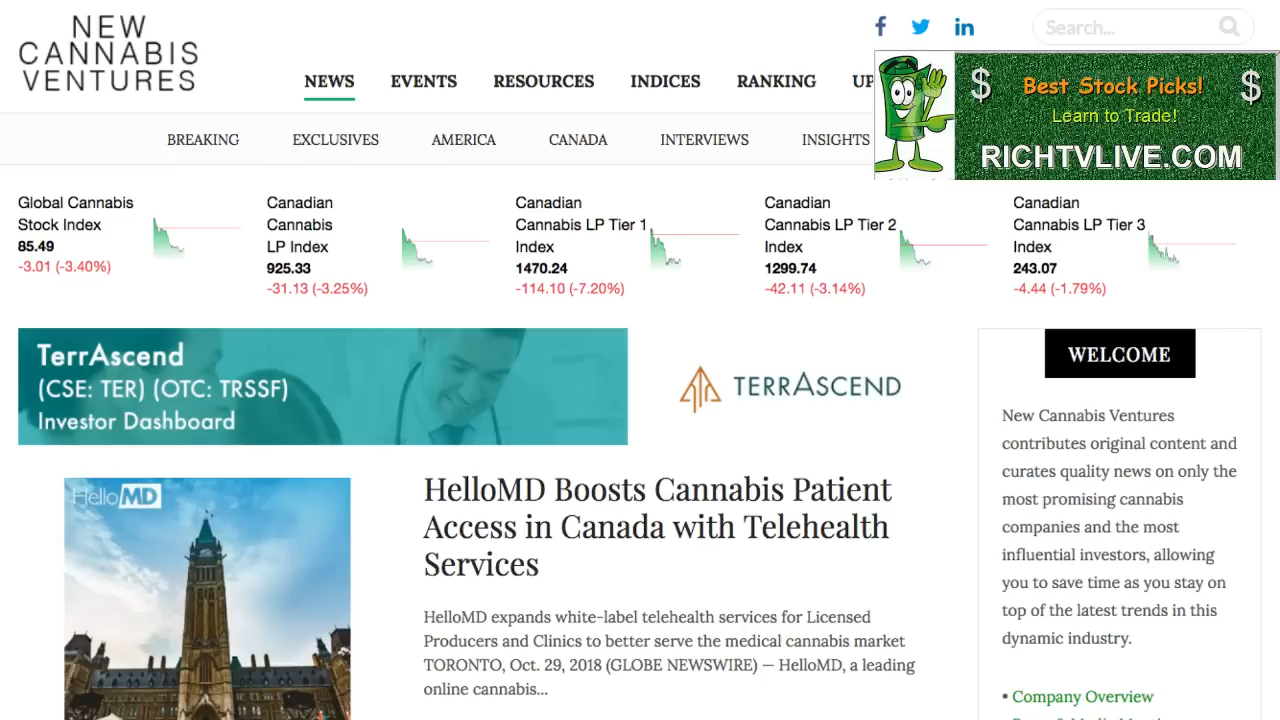 NEW
CANNABIS
VENTURES
Search...
NEWS
EVENTS
RESOURCES
INDICES
RANKING
UP
$ Best Stock Picks! $
Learn to Trade!
RICHTVLIVE.COM
BREAKING
EXCLUSIVES
AMERICA
CANADA
INTERVIEWS
INSIGHTS
Global Cannabis
Stock Index
85.49
-3.01 (-3.40%)
Canadian
Cannabis
LP Index
925.33
-31.13 (-3.25%)
Canadian
Cannabis LP Tier 1
Index
1470.24
-114.10 (-7.20%)
Canadian
Cannabis LP Tier 2
Index
1299.74
-42.11 (-3.14%)
Canadian
Cannabis LP Tier 3
Index
243.07
-4.44 (-1.79%)
TerrAscend
(CSE: TER) (OTC: TRSSF)
Investor Dashboard
TERRASCEND
HelloMD
HelloMD Boosts Cannabis Patient
Access in Canada with Telehealth
Services
HelloMD expands white-label telehealth services for Licensed
Producers and Clinics to better serve the medical cannabis market
TORONTO, Oct. 29, 2018 (GLOBE NEWSWIRE) — HelloMD, a leading
online cannabis...
WELCOME
New Cannabis Ventures
contributes original content and
curates quality news on only the
most promising cannabis
companies and the most
influential investors, allowing
you to save time as you stay on
top of the latest trends in this
dynamic industry.
• Company Overview